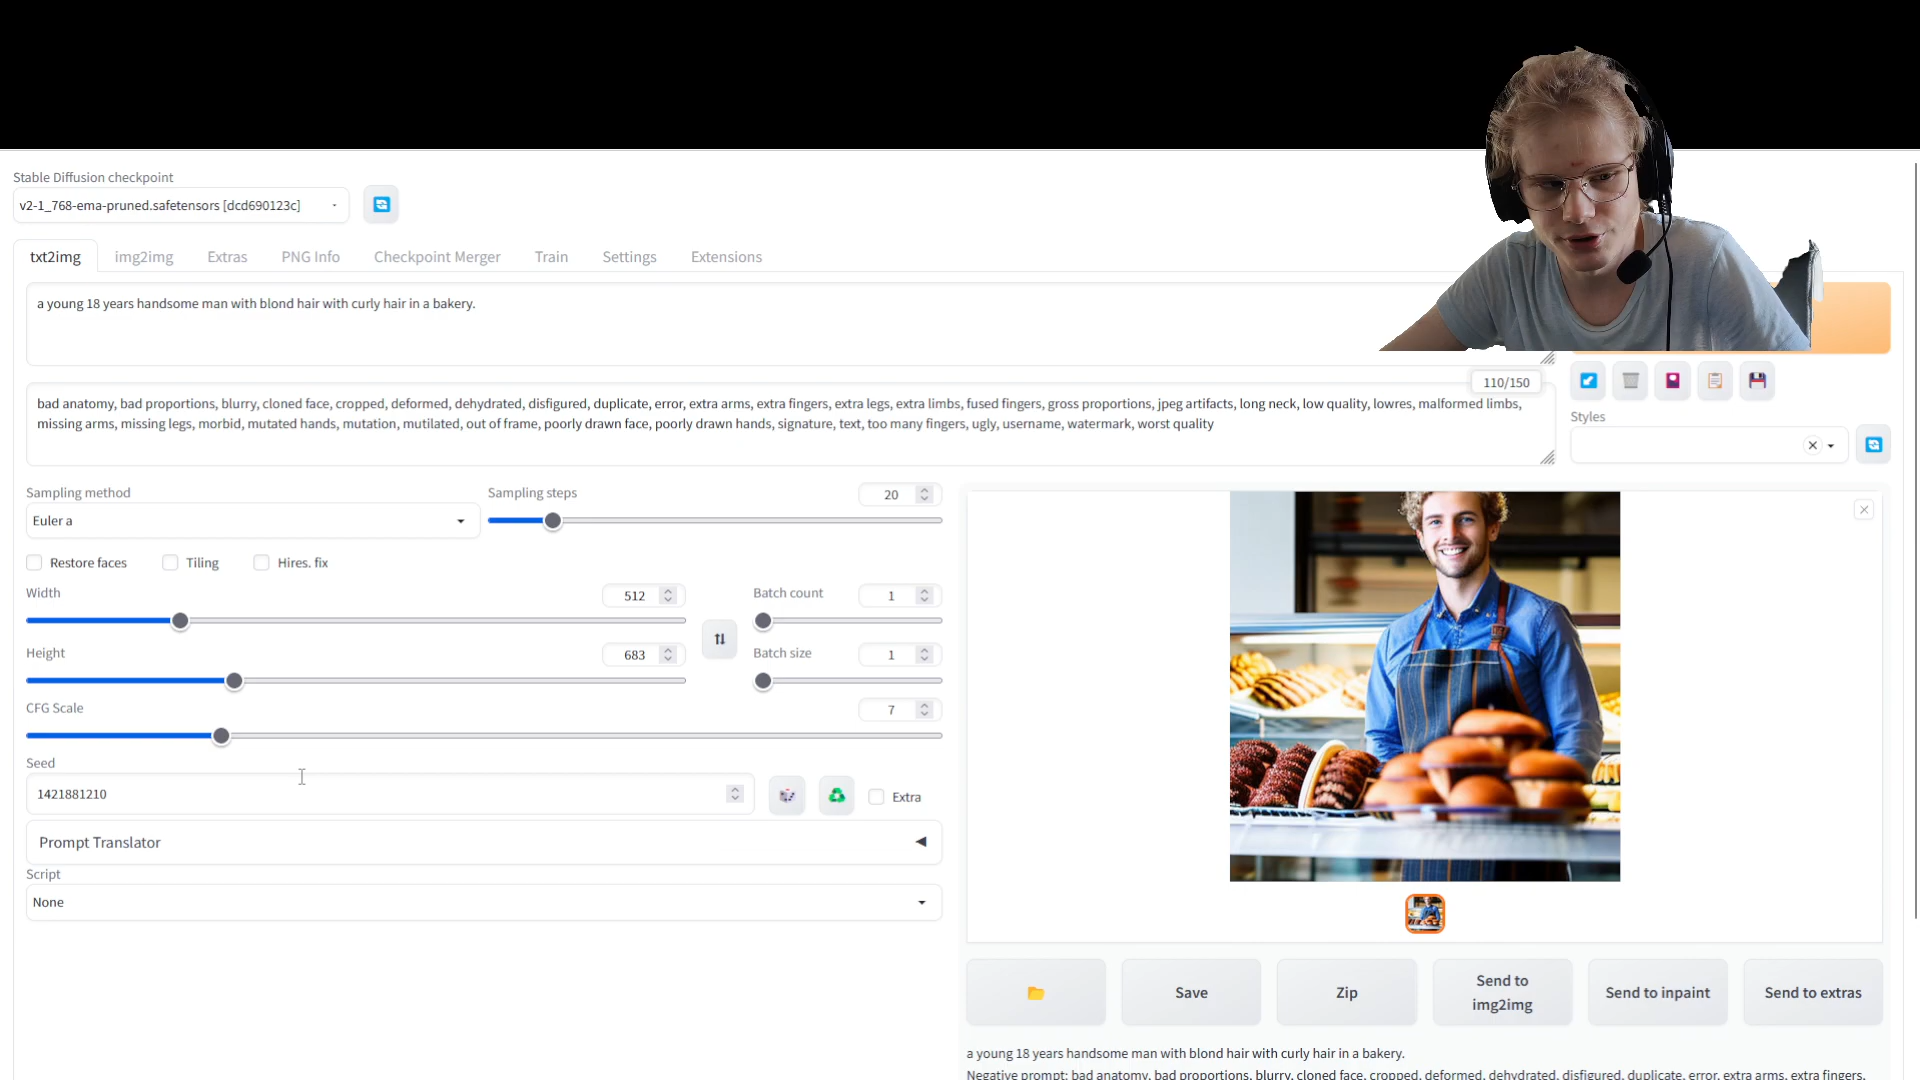 Stable Diffusion checkpoint
v2-1_768-ema-pruned.safetensors [dcd690123c]
txt2img
img2img
Extras
PNG Info
Checkpoint Merger
Train
Settings
Extensions
a young 18 years handsome man with blond hair with curly hair in a bakery.
110/150
bad anatomy, bad proportions, blurry, cloned face, cropped, deformed, dehydrated, disfigured, duplicate, error, extra arms, extra fingers, extra legs, extra limbs, fused fingers, gross proportions, jpeg artifacts, long neck, low quality, lowres, malformed limbs,
missing arms, missing legs, morbid, mutated hands, mutation, mutilated, out of frame, poorly drawn face, poorly drawn hands, signature, text, too many fingers, ugly, username, watermark, worst quality
Styles
Sampling method
Euler a
Sampling steps
20
Restore faces
Tiling
Hires. fix
Width
512
Batch count
1
Height
683
Batch size
1
CFG Scale
7
Seed
1421881210
Extra
Prompt Translator
Script
None
Save
Zip
Send to
img2img
Send to inpaint
Send to extras
a young 18 years handsome man with blond hair with curly hair in a bakery.
Negative prompt: bad anatomy, bad proportions, blurry, cloned face, cropped, deformed, dehydrated, disfigured, duplicate, error, extra arms, extra fingers,